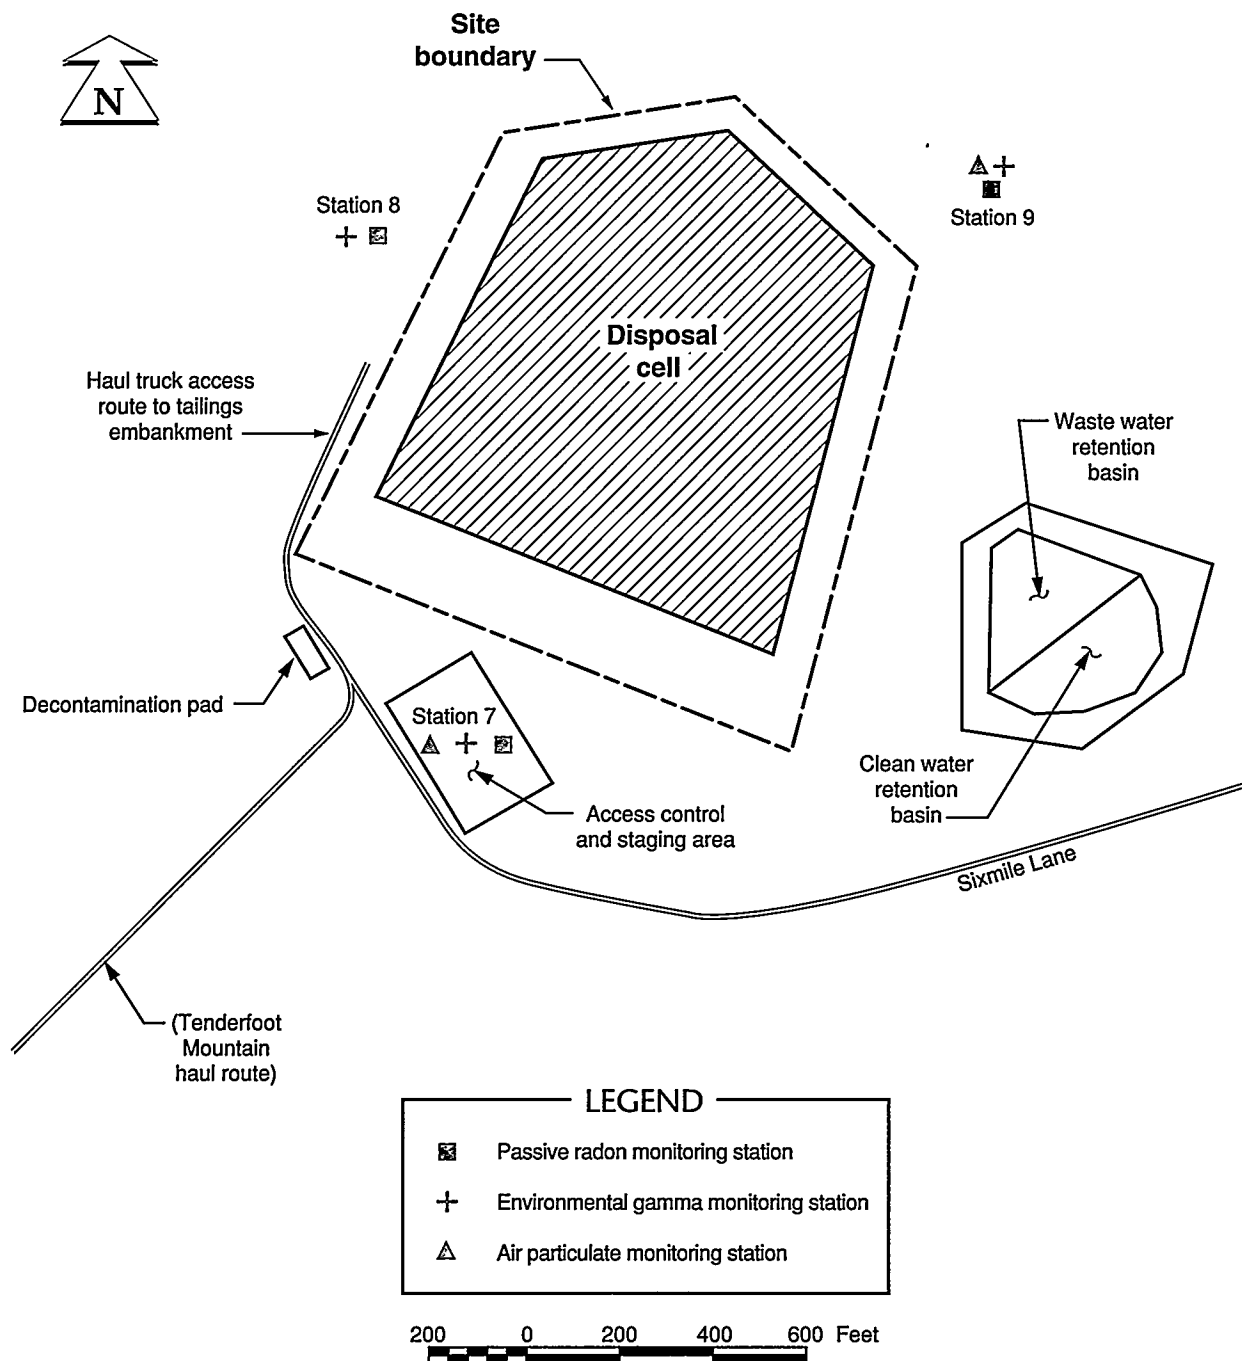 Site
boundary
N
Station 8
Station 9
Disposal
cell
Haul truck access
route to tailings
embankment
Waste water
retention
basin
Decontamination pad
Station 7
Access control
and staging area
Clean water
retention
basin
Sixmile Lane
(Tenderfoot
Mountain
haul route)
LEGEND
Passive radon monitoring station
Environmental gamma monitoring station
Air particulate monitoring station
200 0 200 400 600 Feet